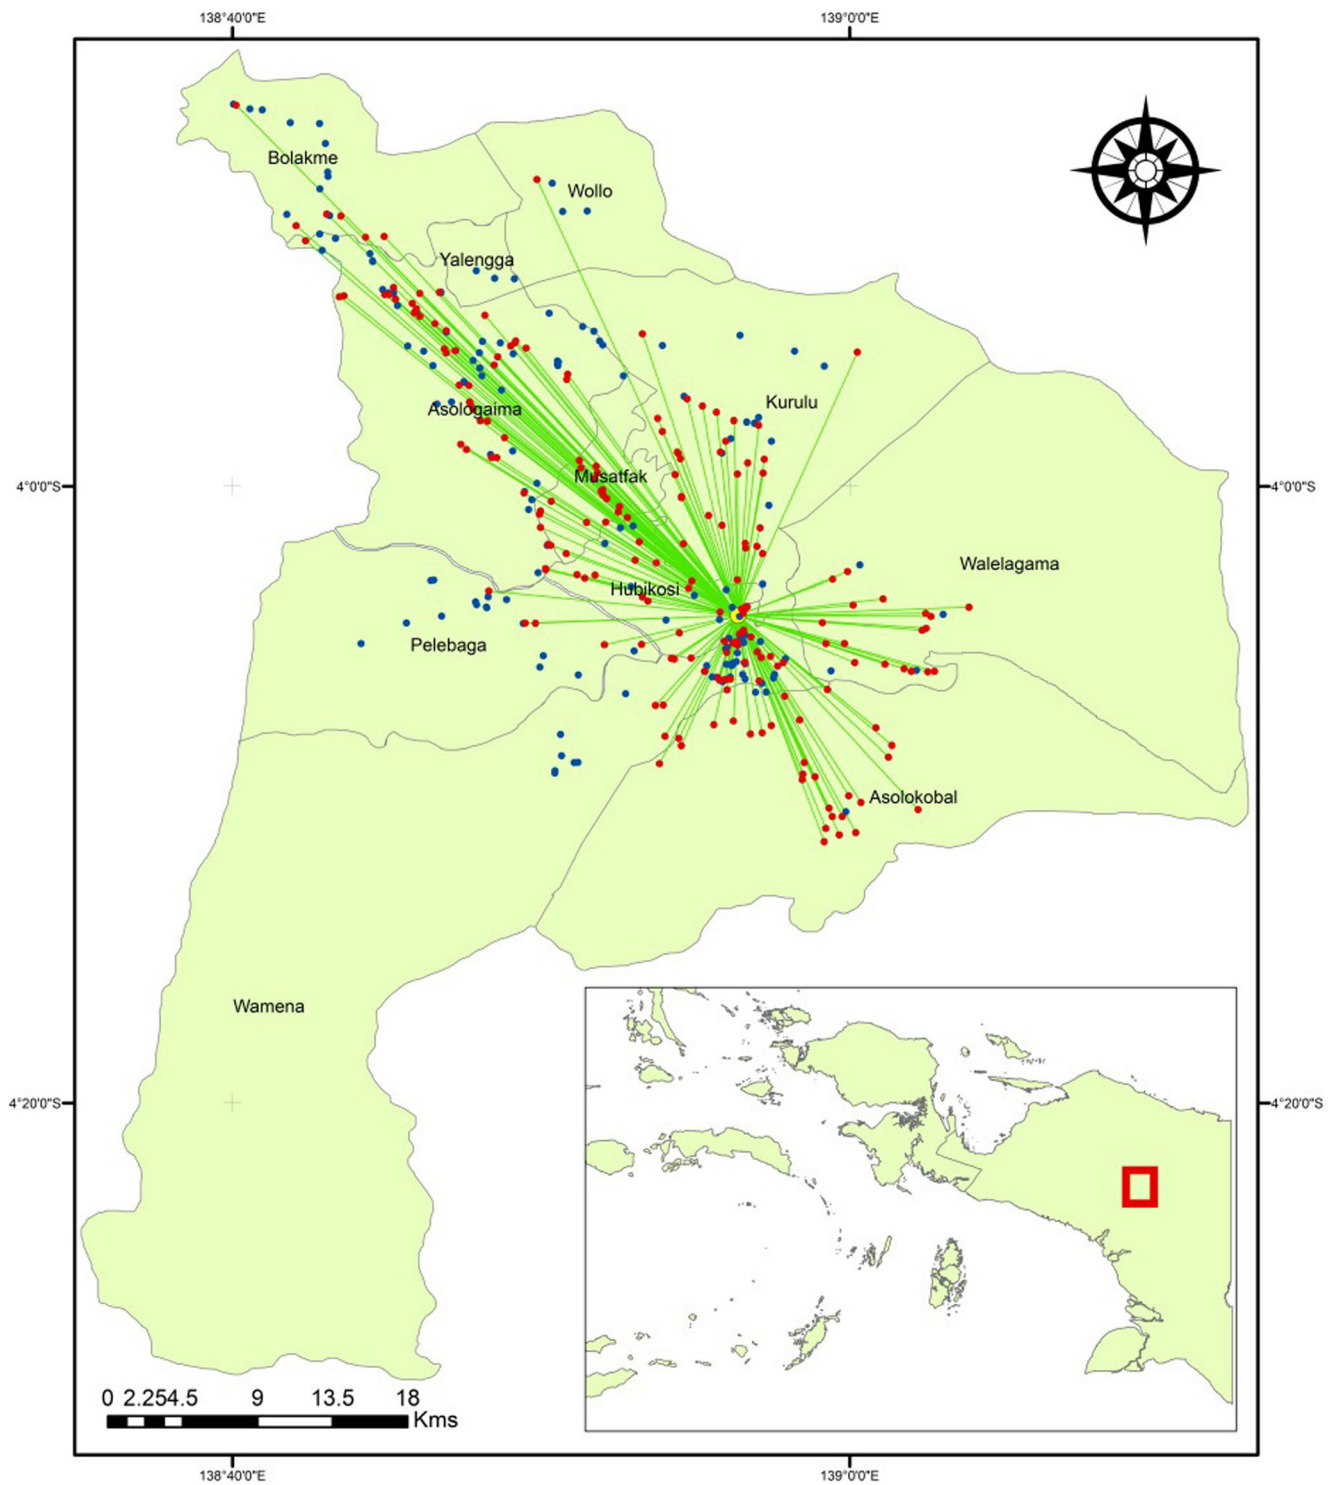 138°40'0"E 139°0'0"E
Bolakme
Wollo
Yalengga
Kurulu
Asologaima
Musatfak
4°0'0"S 4°0'0"S
Walelagama
Hubikosi
Pelebaga
Asolokobal
Wamena
4°20'0"S 4°20'0"S
0 2.254.5 9 13.5 18
Kms
138°40'0"E 139°0'0"E